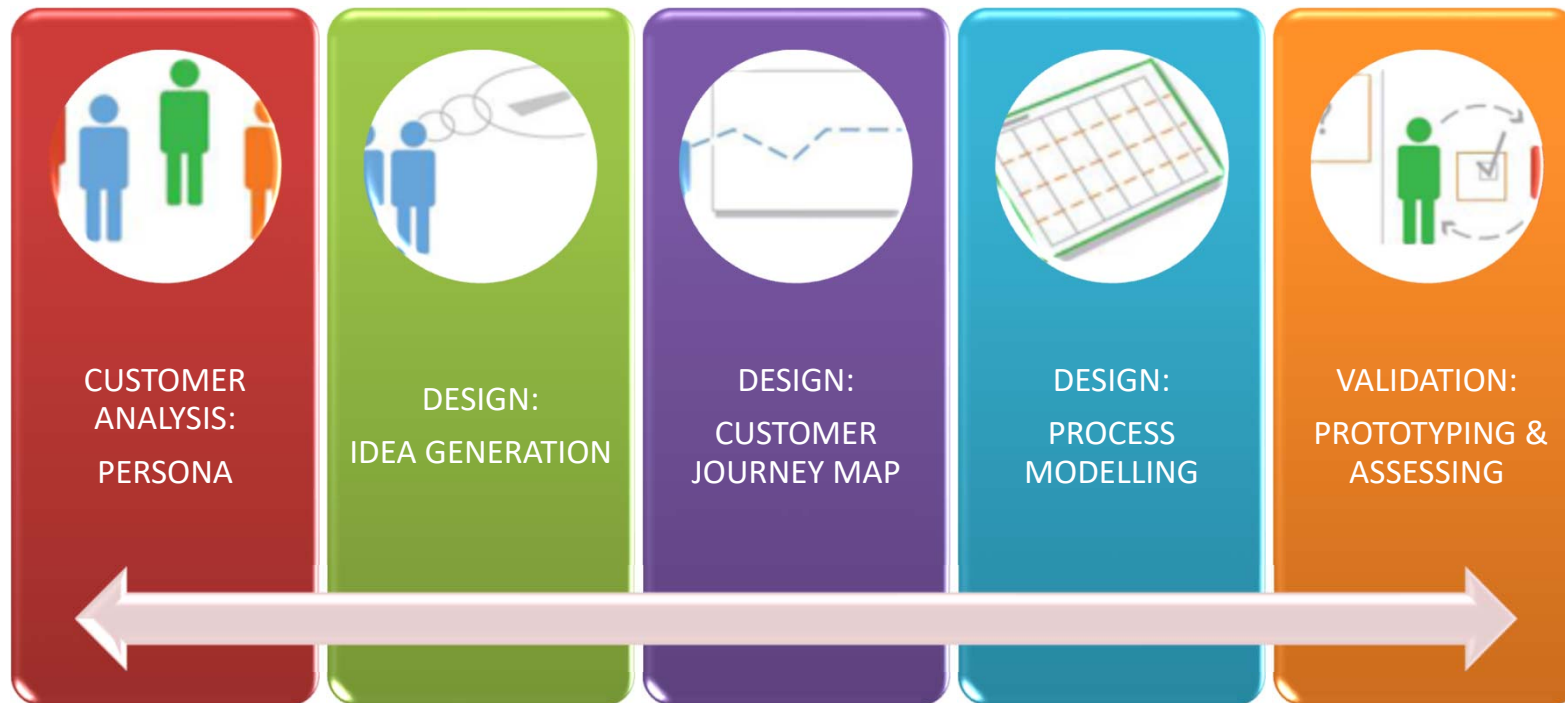 CUSTOMER
ANALYSIS:
PERSONA
DESIGN:
IDEA GENERATION
DESIGN:
CUSTOMER
JOURNEY MAP
DESIGN:
PROCESS
MODELLING
VALIDATION:
PROTOTYPING &
ASSESSING
?